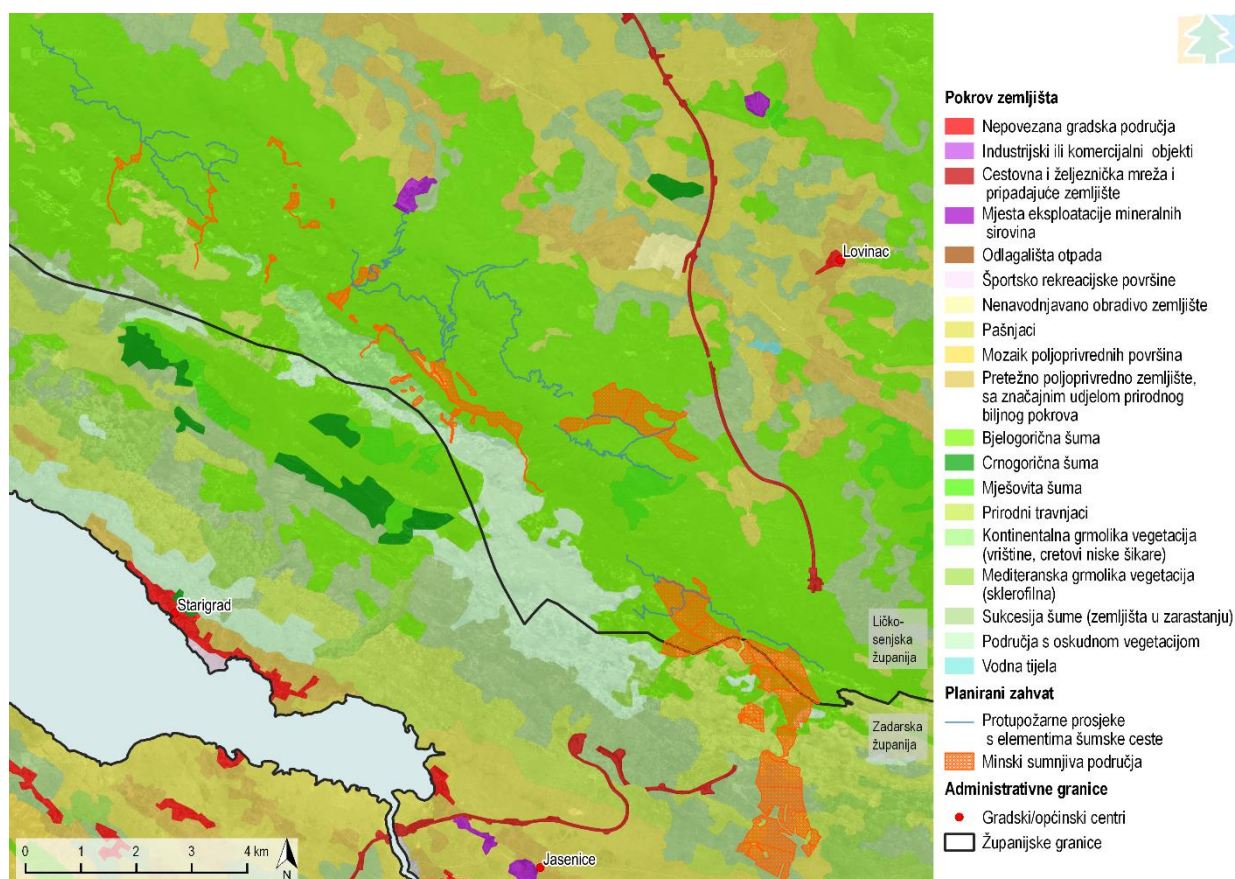 Lovinac
Starigrad
Ličko-
senjska
županija
Zadarska
županija
Jasenice
0 1 2 3 4 km
N
Pokrov zemljišta
Nepovezana gradska područja
Industrijski ili komercijalni objekti
Cestovna i željeznička mreža i
pripadajuće zemljište
Mjesta eksploatacije mineralnih
sirovina
Odlagališta otpada
Športsko rekreacijske površine
Nenavodnjavano obradivo zemljište
Pašnjaci
Mozaik poljoprivrednih površina
Pretežno poljoprivredno zemljište,
sa značajnim udjelom prirodnog
biljnog pokrova
Bjelogorična šuma
Crnogorična šuma
Mješovita šuma
Prirodni travnjaci
Kontinentalna grmolika vegetacija
(vrištine, cretovi niske šikare)
Mediteranska grmolika vegetacija
(sklerofilna)
Sukcesija šume (zemljišta u zarastanju)
Područja s oskudnom vegetacijom
Vodna tijela
Planirani zahvat
Protupožarne prosjeke
s elementima šumske ceste
Minski sumnjiva područja
Administrativne granice
Gradski/općinski centri
Županijske granice